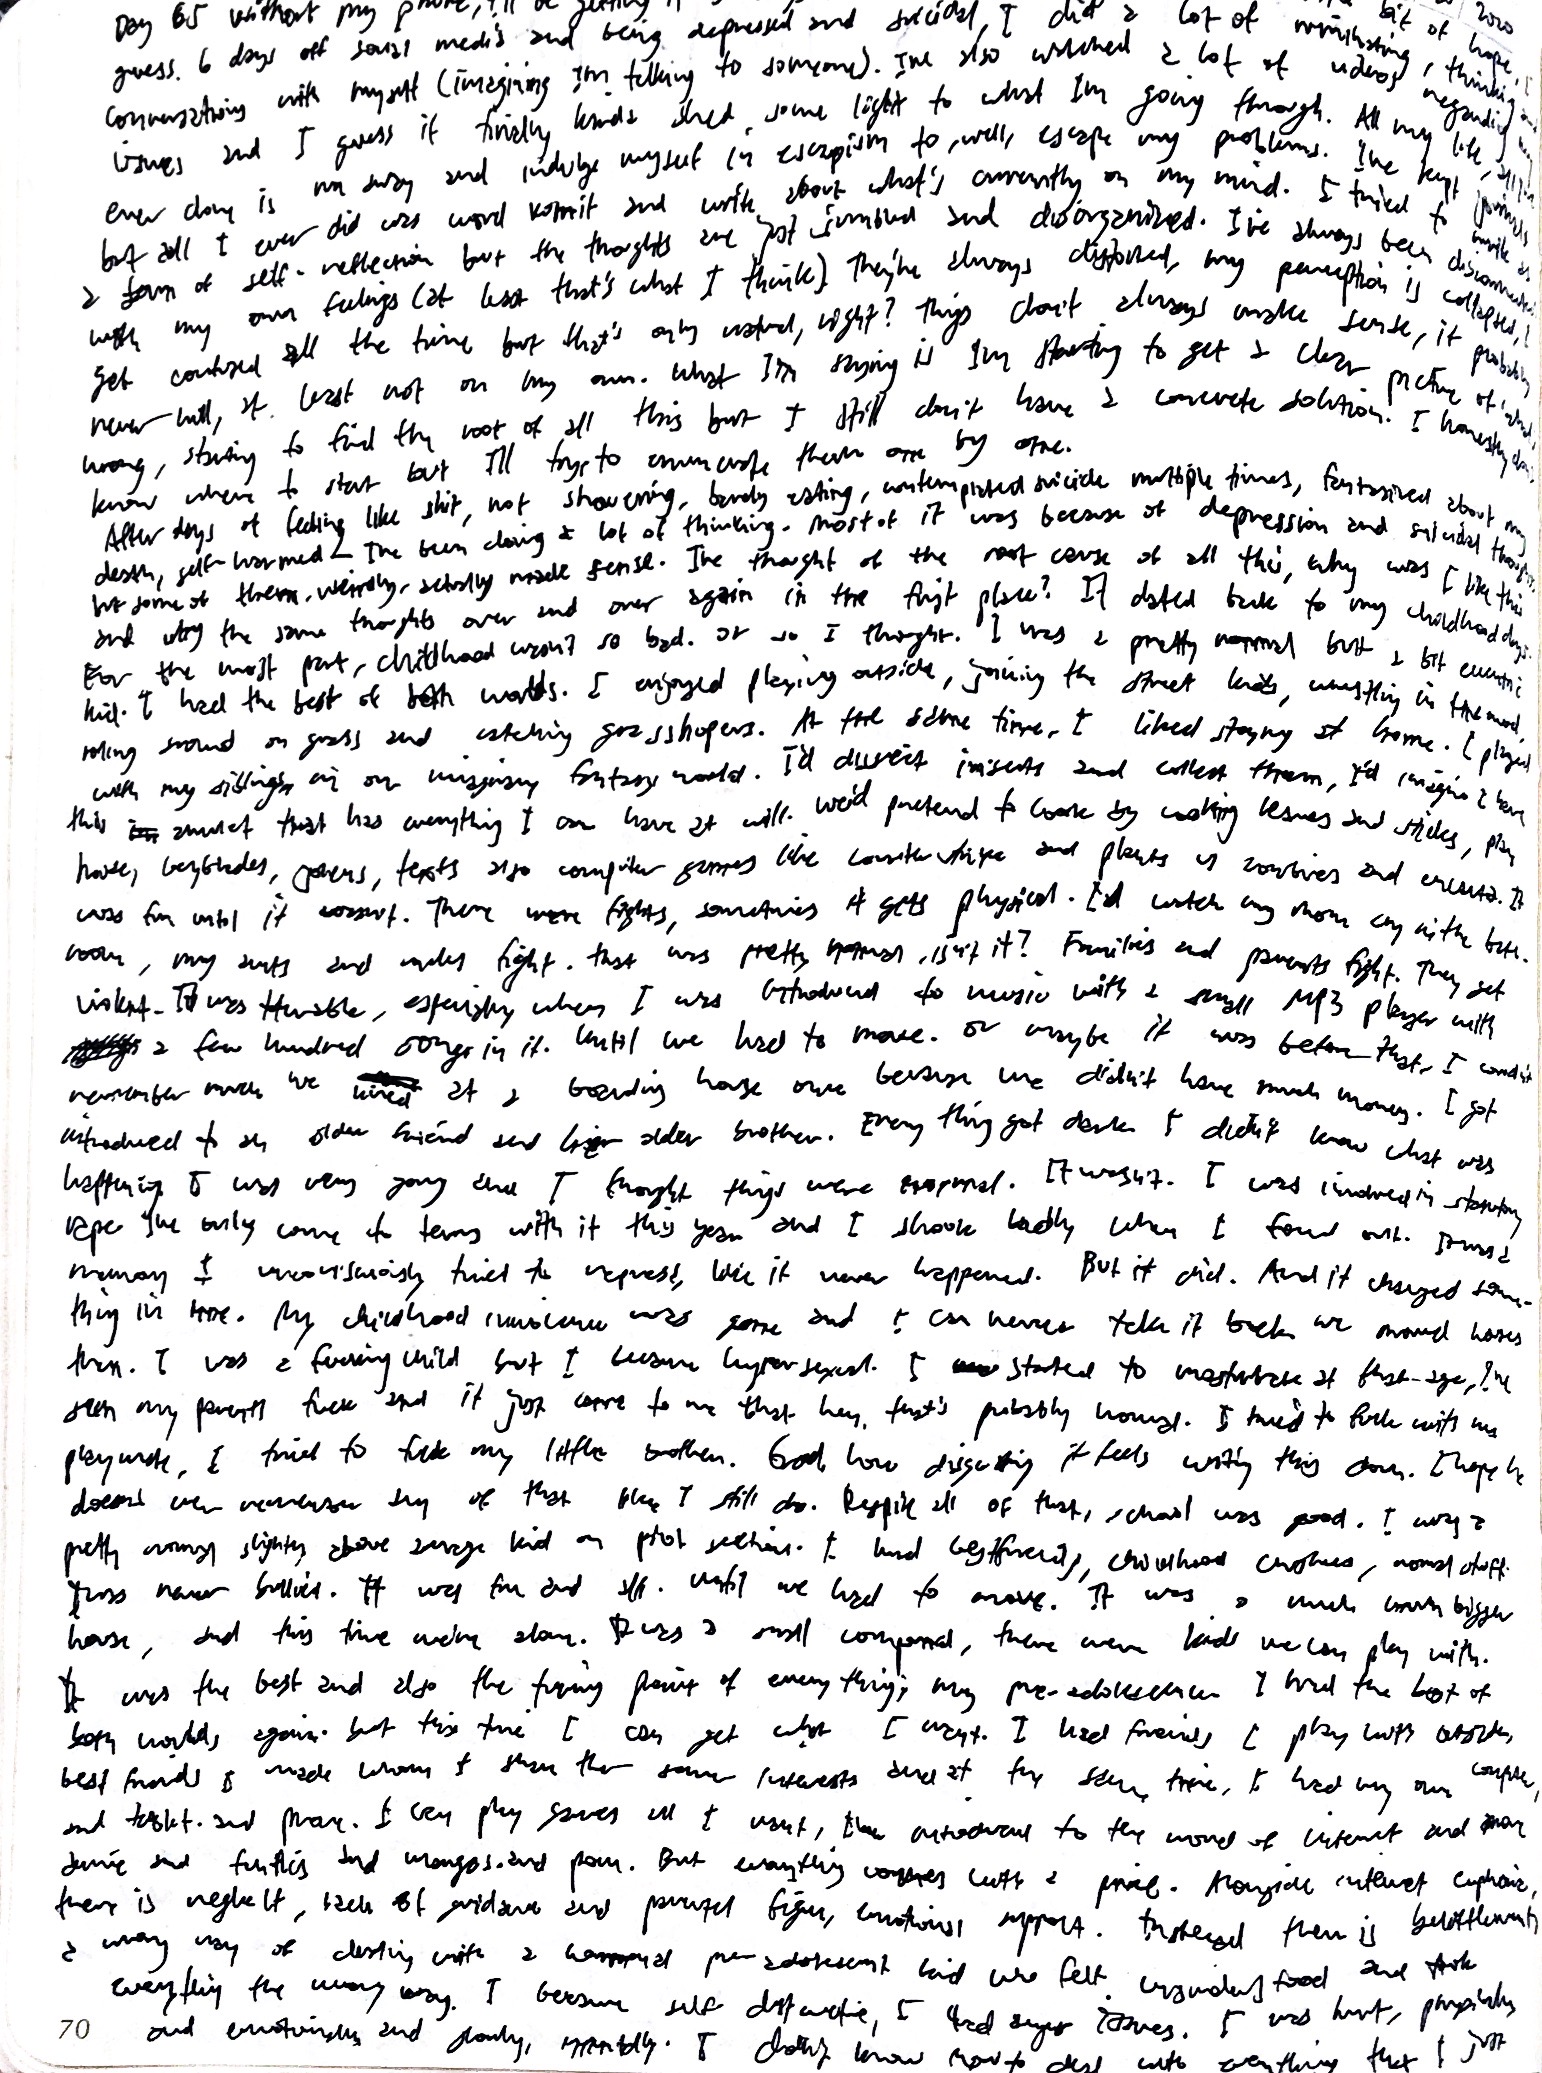 Day 65 without my phone, I'll be getting it bit of hope, I 2020
guess. 6 days off social media and being depressed and suicidal, I did a lot of ruminating, thinking and
conversations with myself (imagining I'm talking to someone). I've also watched a lot of videos regarding my
issues and I guess it finally kinda shed some light to what I'm going through. All my life, all I've
ever done is run away and indulge myself in escapism to, well, escape my problems. I've kept journals
but all I ever did was word vomit and write about what's currently on my mind. I tried to write as
a form of self-reflection but the thoughts are just jumbled and disorganized. I've always been disconnected
with my own feelings (at least that's what I think) They're always distorted, my perception is collapsed, I
get confused all the time but that's only natural, right? Things don't always make sense, it probably
never will, at least not on my own. What I'm saying is I'm starting to get a clear picture of what's
wrong, starting to find the root of all this but I still don't have a concrete solution. I honestly don't
know where to start but I'll try to enumerate them one by one.
After days of feeling like shit, not showering, barely eating, contemplated suicide multiple times, fantasized about my
death, self-harmed – I've been doing a lot of thinking. Most of it was because of depression and suicidal thoughts
but some of them, weirdly, actually made sense. I've thought of the root cause of all this, why was I like this
and why the same thoughts over and over again in the first place? It dated back to my childhood days.
For the most part, childhood wasn't so bad. Or so I thought. I was a pretty normal but a bit eccentric
kid. I had the best of both worlds. I enjoyed playing outside, joining the street kids, wrestling in the mud,
rolling around on grass and catching grasshoppers. At the same time, I liked staying at home. I played
with my siblings in our imaginary fantasy world. I'd dissect insects and collect them, I'd imagine I have
this amulet that has everything I can have at will. We'd pretend to cook by cooking leaves and sticks, play
house, beyblades, pokens, texts also computer games like counter strike and plants vs zombies and It
was fun until it wasn't. There were fights, sometimes it gets physical. I'd watch my mom cry in the bath-
room, my aunts and uncles fight. That was pretty normal, isn't it? Families and parents fight. They get
violent. It was tolerable, especially when I was introduced to music with a small MP3 player with
a few hundred songs in it. Until we had to move. Or maybe it was before that, I couldn't
remember much. We lived at a boarding house once because we didn't have much money. I got
introduced to an older friend and her older brother. Everything got dark. I didn't know what was
happening. I was very young and I thought things were normal. It wasn't. I was involved in statutory
rape. I've only come to terms with it this year and I shook badly when I found out. It was a
memory I unconsciously tried to repress, like it never happened. But it did. And it changed some-
thing in me. My childhood innocence was gone and I can never take it back. We moved houses
then. I was a fucking child but I became hypersexual. I started to masturbate at that age, I've
seen my parents fuck and it just came to me that hey, that's probably normal. I tried to fuck with my
playmate, I tried to fuck my little brother. God, how disgusting it feels writing this down. I hope he
doesn't even remember any of that like I still do. Despite all of that, school was good. I was a
pretty normal slightly above average kid on pilot section. I had bestfriends, childhood crushes, normal stuff.
I was never bullied. It was fun and all. Until we had to move. It was a much much bigger
house, and this time we're alone. It was a small compound, there were kids we can play with.
It was the best and also the turning point of everything; my pre-adolescence. I had the best of
both worlds again. But this time I can get what I want. I had friends I play with outside,
best friends I made whom I share the same interests and at the same time, I had my own computer,
and tablet. and phone. I can play games all I want, I was introduced to the world of internet and
anime and and mangas. and porn. But everything comes with a price. Alongside internet euphoria,
there is neglect, lack of guidance and parental figure, emotional support. Instead there is belittlement,
a wrong way of dealing with a hormonal pre-adolescent kid who felt misunderstood and took
everything the wrong way. I became self destructive, I had anger issues. I was hurt, physically
and emotionally and slowly, mentally. I didn't know how to deal with everything that I just
70